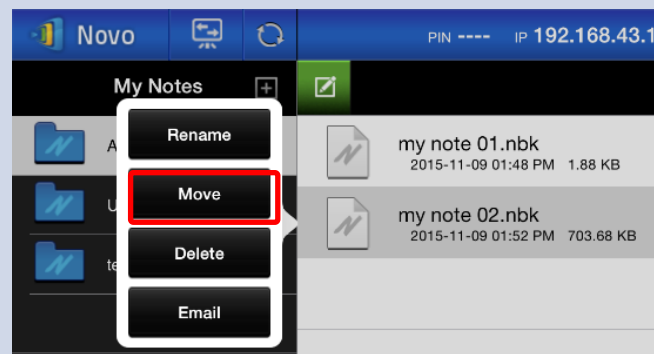 Novo
PIN ---- IP 192.168.43.1
My Notes
Rename
Move
Delete
Email
A
U
te
my note 01.nbk
2015-11-09 01:48 PM 1.88 KB
my note 02.nbk
2015-11-09 01:52 PM 703.68 KB